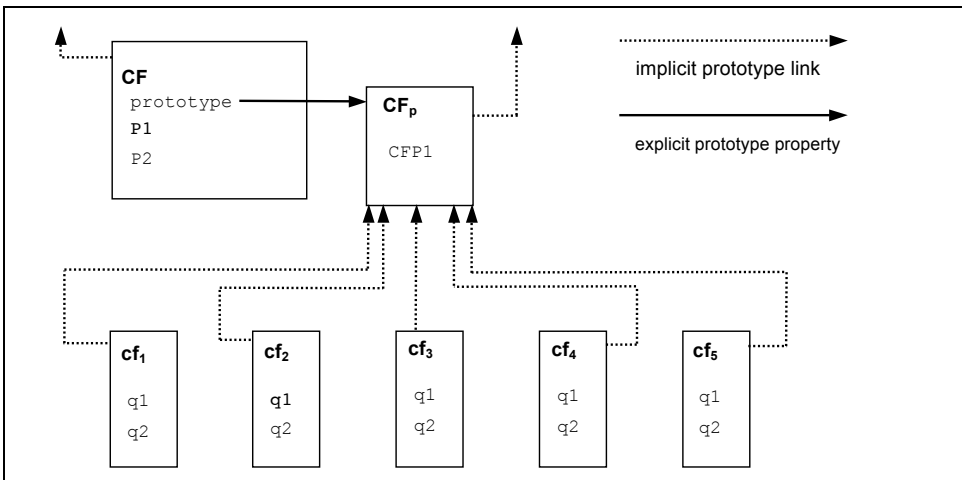 CF
prototype
P1
P2
CFp
CFP1
implicit prototype link
explicit prototype property
cf1
q1
q2
cf2
q1
q2
cf3
q1
q2
cf4
q1
q2
cf5
q1
q2